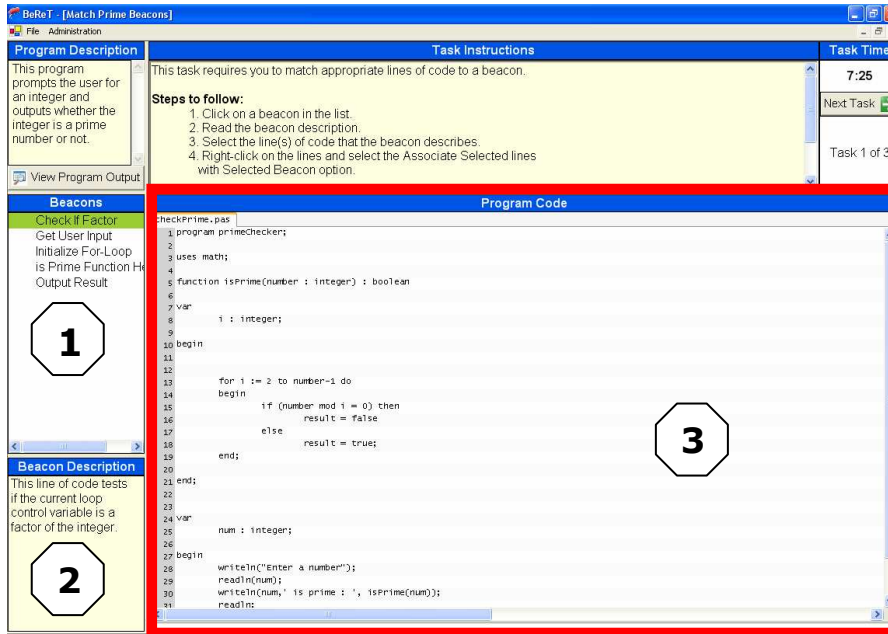 BeReT - [Match Prime Beacons]
File Administration
Program Description
This program
prompts the user for
an integer and
outputs whether the
integer is a prime
number or not.
View Program Output
Task Instructions
This task requires you to match appropriate lines of code to a beacon.
Steps to follow:
1. Click on a beacon in the list.
2. Read the beacon description.
3. Select the line(s) of code that the beacon describes.
4. Right-click on the lines and select the Associate Selected lines
with Selected Beacon option.
Task Time
7:25
Next Task
Task 1 of 3
Beacons
Check If Factor
Get User Input
Initialize For-Loop
is Prime Function He
Output Result
1
Beacon Description
This line of code tests
if the current loop
control variable is a
factor of the integer.
2
Program Code
checkPrime.pas
1 program primeChecker;
2
3 uses math;
4
5 function isPrime(number : integer) : boolean
6
7 var
8 i : integer;
9
10 begin
11
12
13 for i := 2 to number-1 do
14 begin
15 if (number mod i = 0) then
16 result = false
17 else
18 result = true;
19 end;
20
21 end;
22
23
24 var
25 num : integer;
26
27 begin
28 writeln("Enter a number");
29 readln(num);
30 writeln(num,' is prime : ', isPrime(num));
31 readln;
3